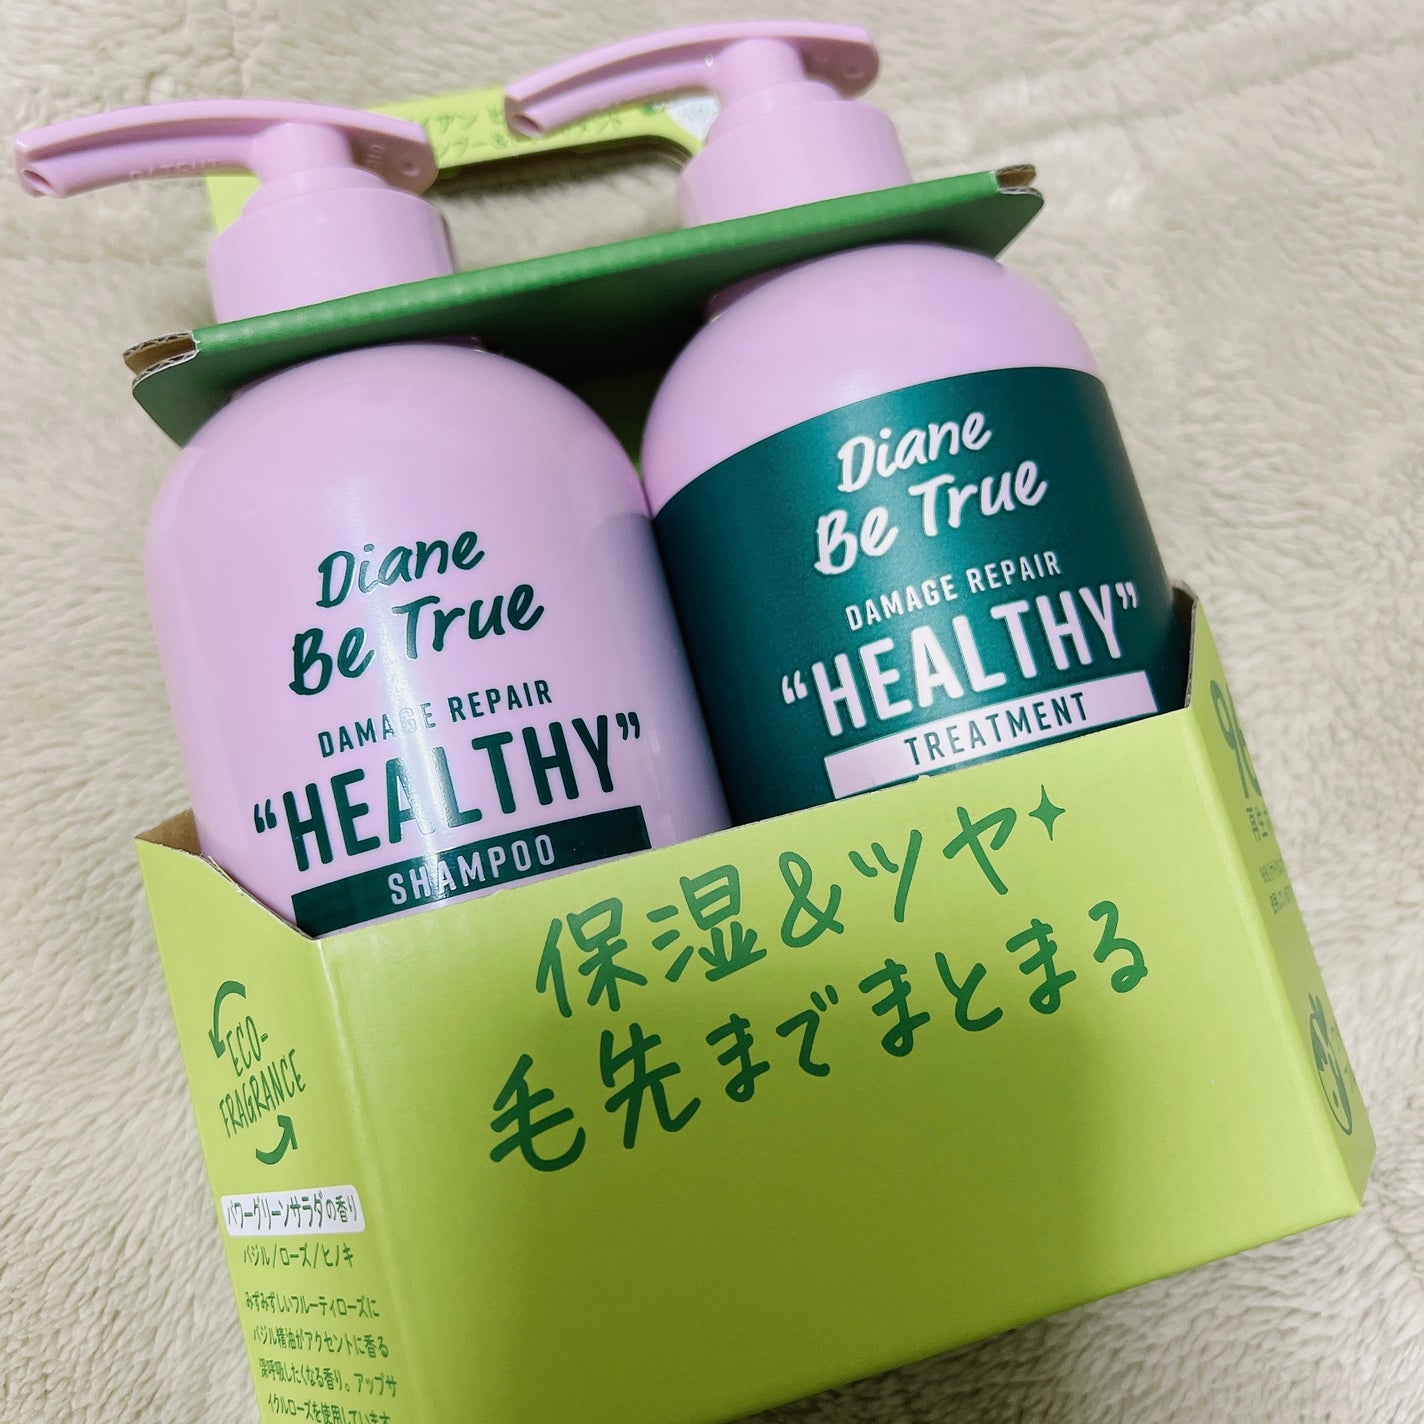 Diane
Be True
DAMAGE REPAIR
“HEALTHY”
SHAMPOO
Diane
Be True
DAMAGE REPAIR
“HEALTHY”
TREATMENT
保湿&ツヤ
毛先までまとまる
ECO-
FRAGRANCE
パワーグリーンサラダの香り
バジル/ローズ/ヒノキ
みずみずしいフルーティローズに
バジル精油がアクセントに香る
深呼吸したくなる香り。アップサ
イクルローズを使用しています